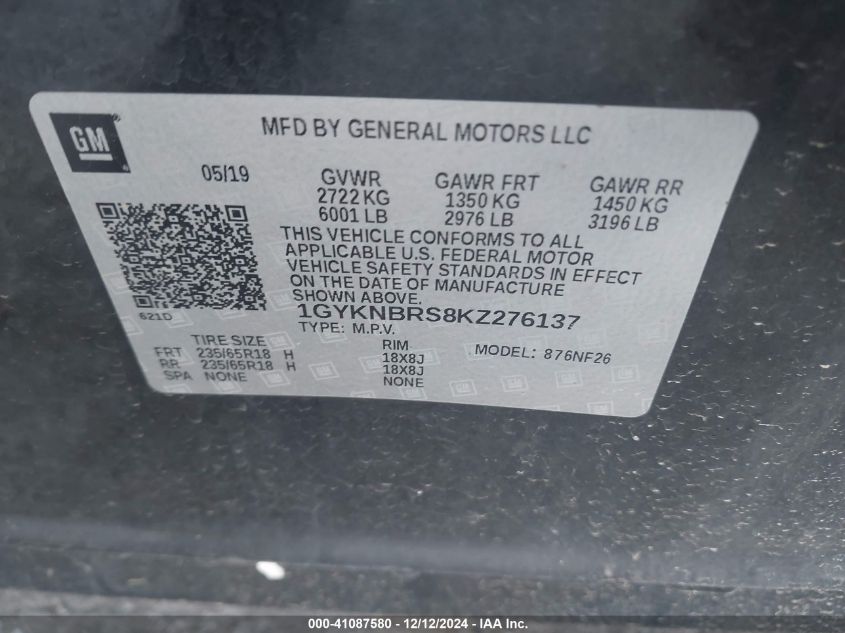 GM
MFD BY GENERAL MOTORS LLC
05/19
GVWR GAWR FRT GAWR RR
2722 KG 1350 KG 1450 KG
6001 LB 2976 LB 3196 LB
THIS VEHICLE CONFORMS TO ALL
APPLICABLE U.S. FEDERAL MOTOR
VEHICLE SAFETY STANDARDS IN EFFECT
ON THE DATE OF MANUFACTURE
SHOWN ABOVE.
621D
1GYKNBRS8KZ276137
TYPE: M.P.V.
TIRE SIZE RIM MODEL: 876NF26
FRT 235/65R18 H 18X8J
RR 235/65R18 H 18X8J
SPA NONE NONE
000-41087580 - 12/12/2024 - IAA Inc.